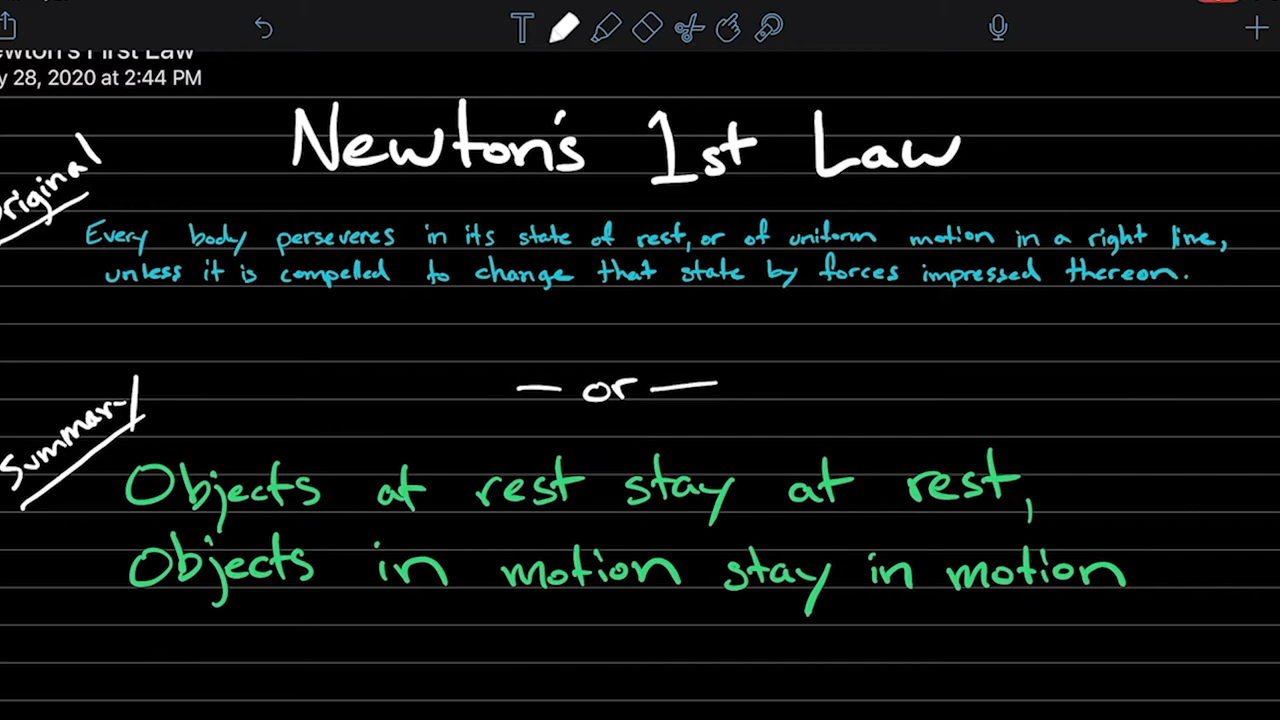 ewton's First Law
y 28, 2020 at 2:44 PM
Newton's 1st Law
riginal
Every body perseveres in its state of rest, or of uniform motion in a right line,
unless it is compelled to change that state by forces impressed thereon.
- or -
Summary
Objects at rest stay at rest,
Objects in motion stay in motion